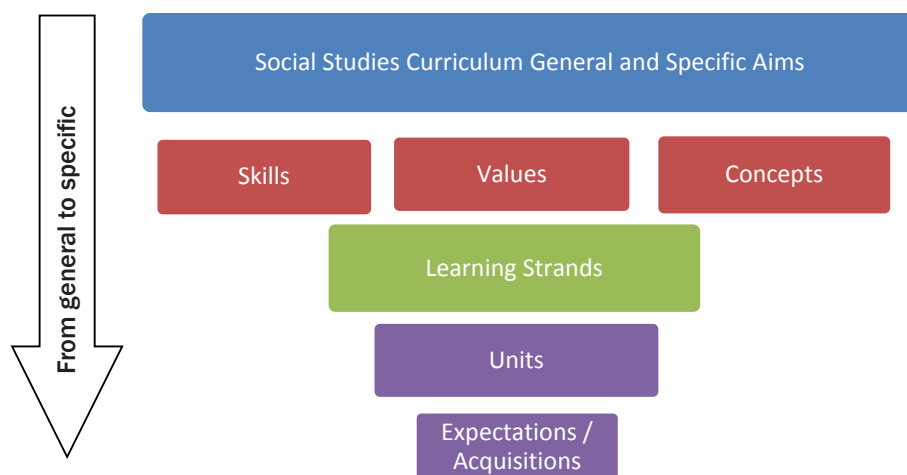 Social Studies Curriculum General and Specific Aims
From general to specific
Skills
Values
Concepts
Learning Strands
Units
Expectations /
Acquisitions